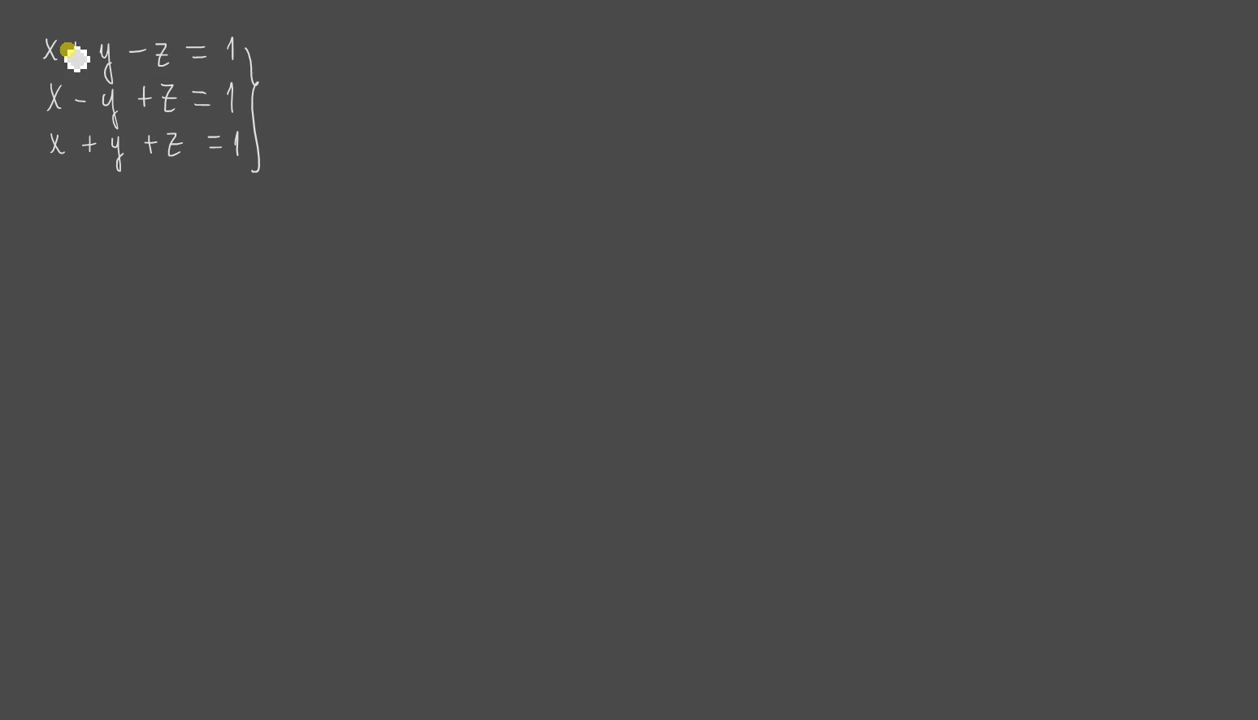 x + y - z = 1
x - y + z = 1
x + y + z = 1